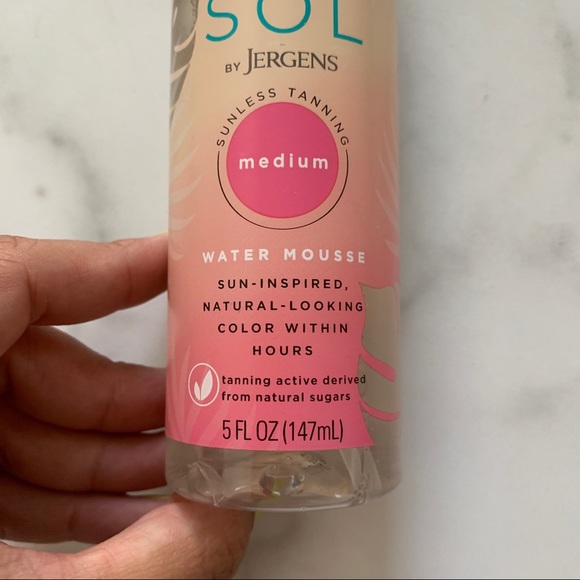 SOL
BY JERGENS
SUNLESS TANNING
medium
WATER MOUSSE
SUN-INSPIRED,
NATURAL-LOOKING
COLOR WITHIN
HOURS
tanning active derived
from natural sugars
5 FL OZ (147mL)